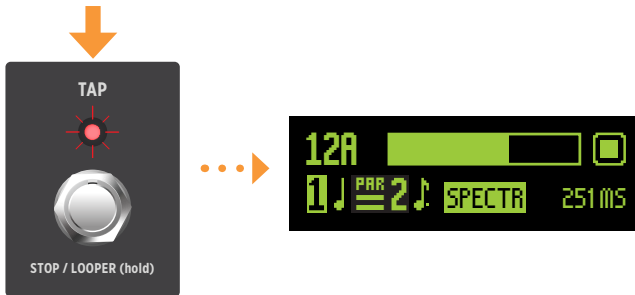 TAP
STOP / LOOPER (hold)
12A
1 PAR 2 SPECTR 251MS